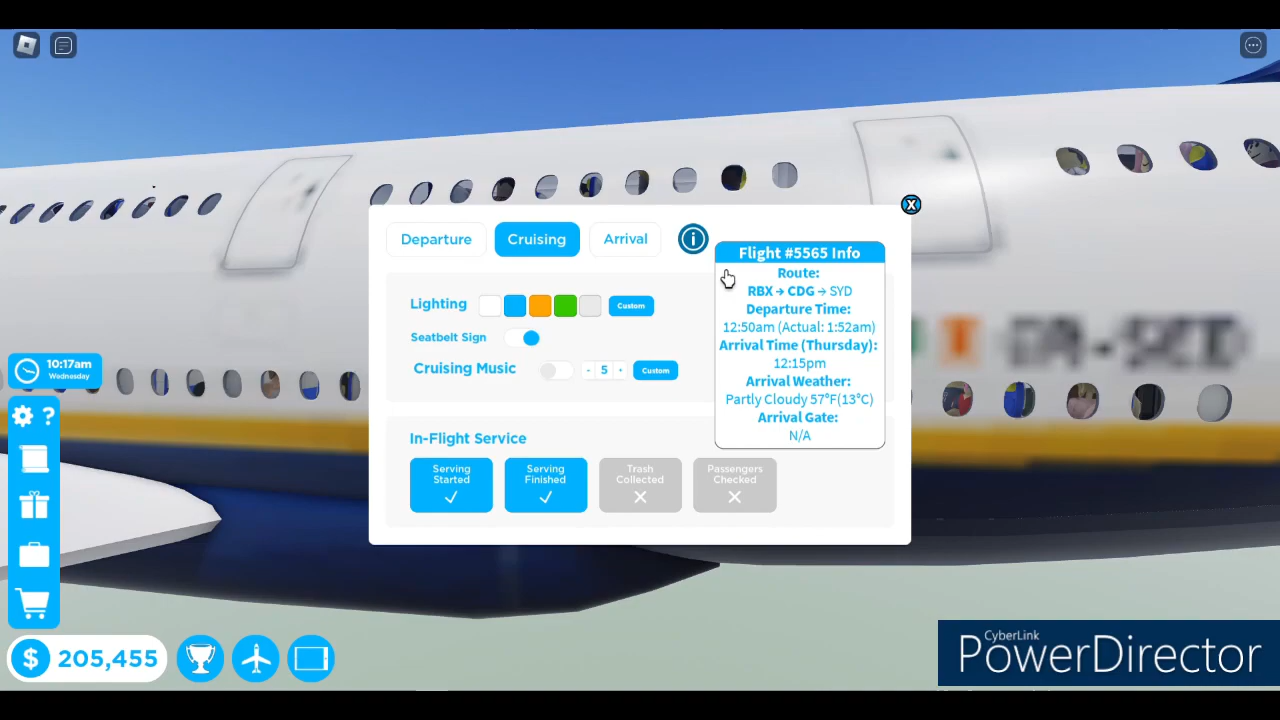 Departure
Cruising
Arrival
i
X
Flight #5565 Info
Route:
RBX → CDG → SYD
Departure Time:
12:50am (Actual: 1:52am)
Arrival Time (Thursday):
12:15pm
Arrival Weather:
Partly Cloudy 57°F(13°C)
Arrival Gate:
N/A
Lighting
Custom
Seatbelt Sign
Cruising Music
- 5 +
Custom
In-Flight Service
Serving
Started
Serving
Finished
Trash
Collected
Passengers
Checked
10:17am
Wednesday
?
$ 205,455
CyberLink
PowerDirector